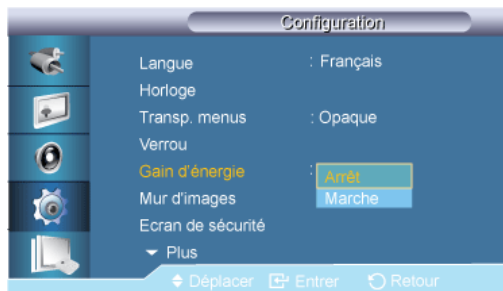 Configuration
Langue : Français
Horloge
Transp. menus : Opaque
Verrou
Gain d'énergie : Arrêt
Marche
Mur d'images
Ecran de sécurité
Plus
Déplacer Entrer Retour